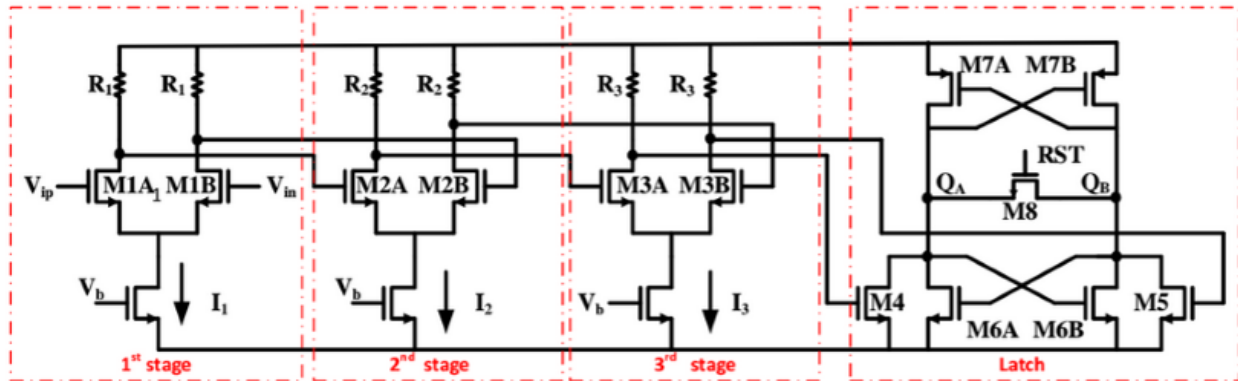 R₁ R₁ R₂ R₂ R₃ R₃ M7A M7B
RST
Vip M1A₁ M1B Vin M2A M2B M3A M3B QA QB
M8
Vb I₁ Vb I₂ Vb I₃ M4 M6A M6B M5
1st stage 2nd stage 3rd stage Latch